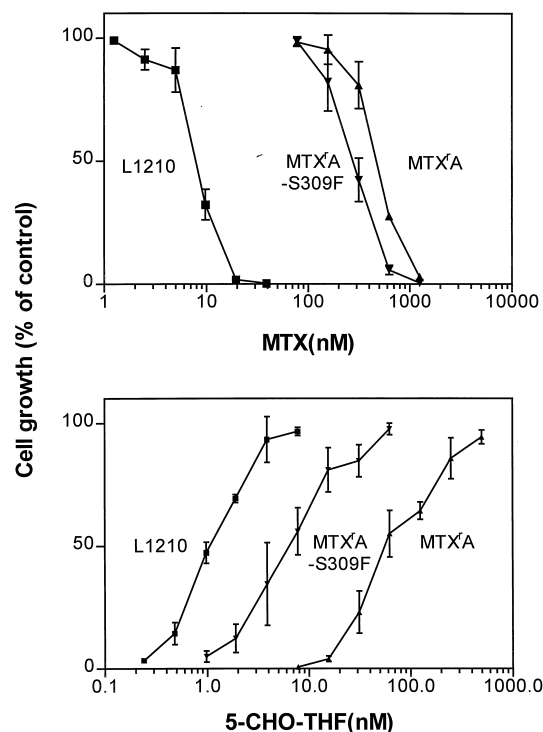 Cell growth (% of control)
100
50
0
L1210
MTXʳA
-S309F
MTXʳA
1
10
100
1000
10000
MTX(nM)
100
50
0
L1210
MTXʳA
-S309F
MTXʳA
0.1
1.0
10.0
100.0
1000.0
5-CHO-THF(nM)